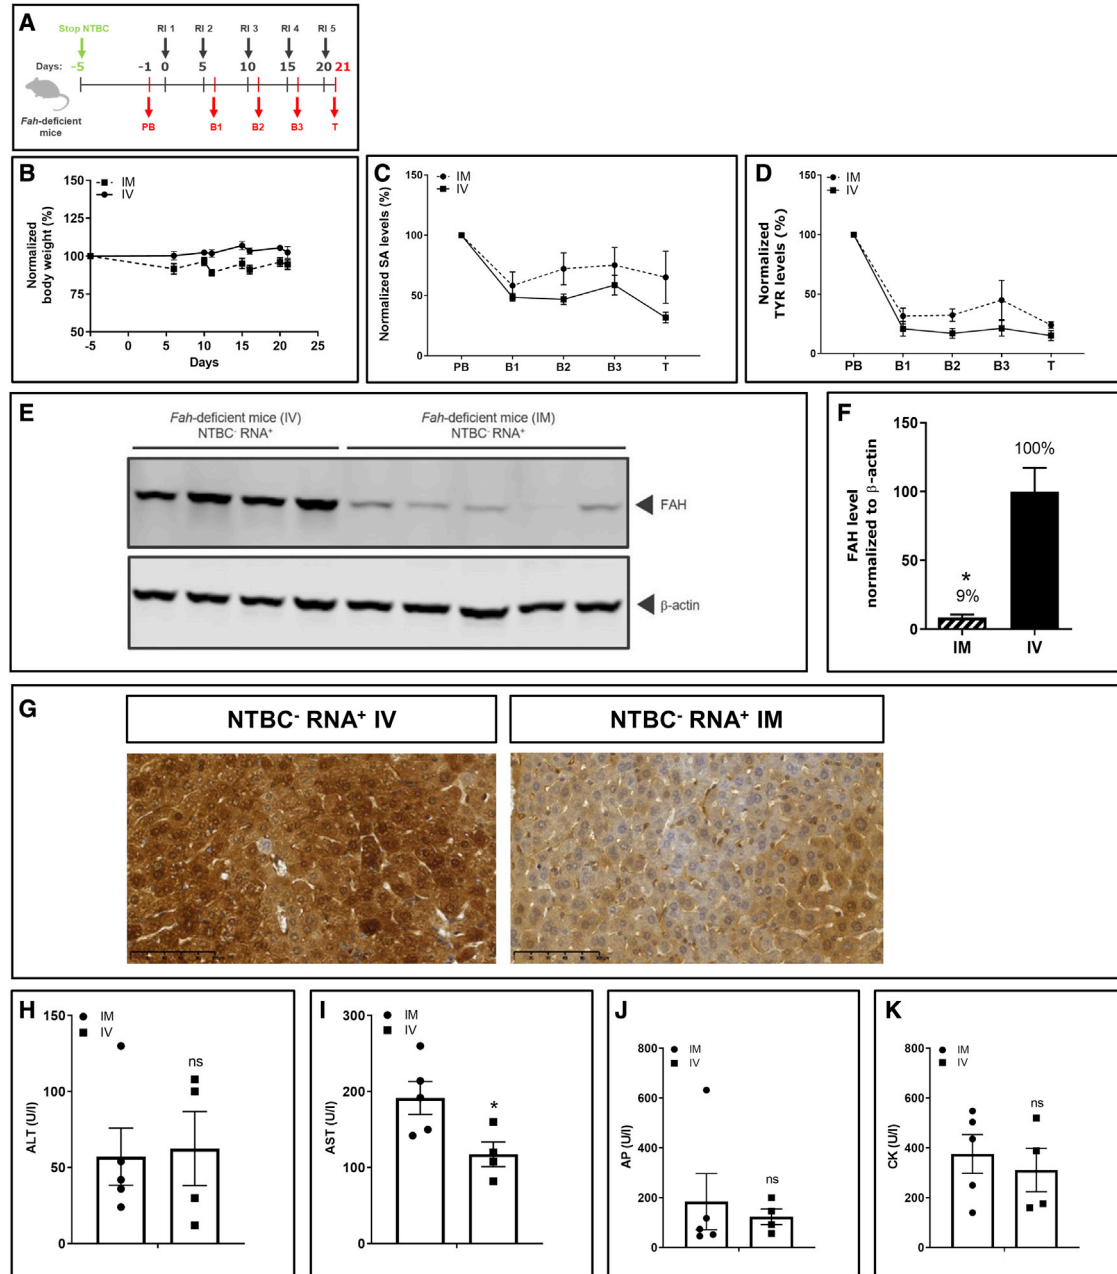 A
Stop NTBC
RI 1 RI 2 RI 3 RI 4 RI 5
Days: -5 -1 0 5 10 15 20 21
Fah-deficient
mice
PB B1 B2 B3 T
B
IM
IV
Normalized
body weight (%)
150
125
100
75
50
-5 0 5 10 15 20 25
Days
C
IM
IV
Normalized SA levels (%)
150
100
50
0
PB B1 B2 B3 T
D
IM
IV
Normalized
TYR levels (%)
150
100
50
0
PB B1 B2 B3 T
E
Fah-deficient mice (IV)
NTBC- RNA+
Fah-deficient mice (IM)
NTBC- RNA+
FAH
β-actin
F
FAH level
normalized to β-actin
150
100
50
0
100%
*
9%
IM IV
G
NTBC- RNA+ IV
NTBC- RNA+ IM
H
IM
IV
ALT (U/l)
150
100
50
0
ns
I
IM
IV
AST (U/l)
300
200
100
0
*
J
IM
IV
AP (U/l)
800
600
400
200
0
ns
K
IM
IV
CK (U/l)
800
600
400
200
0
ns